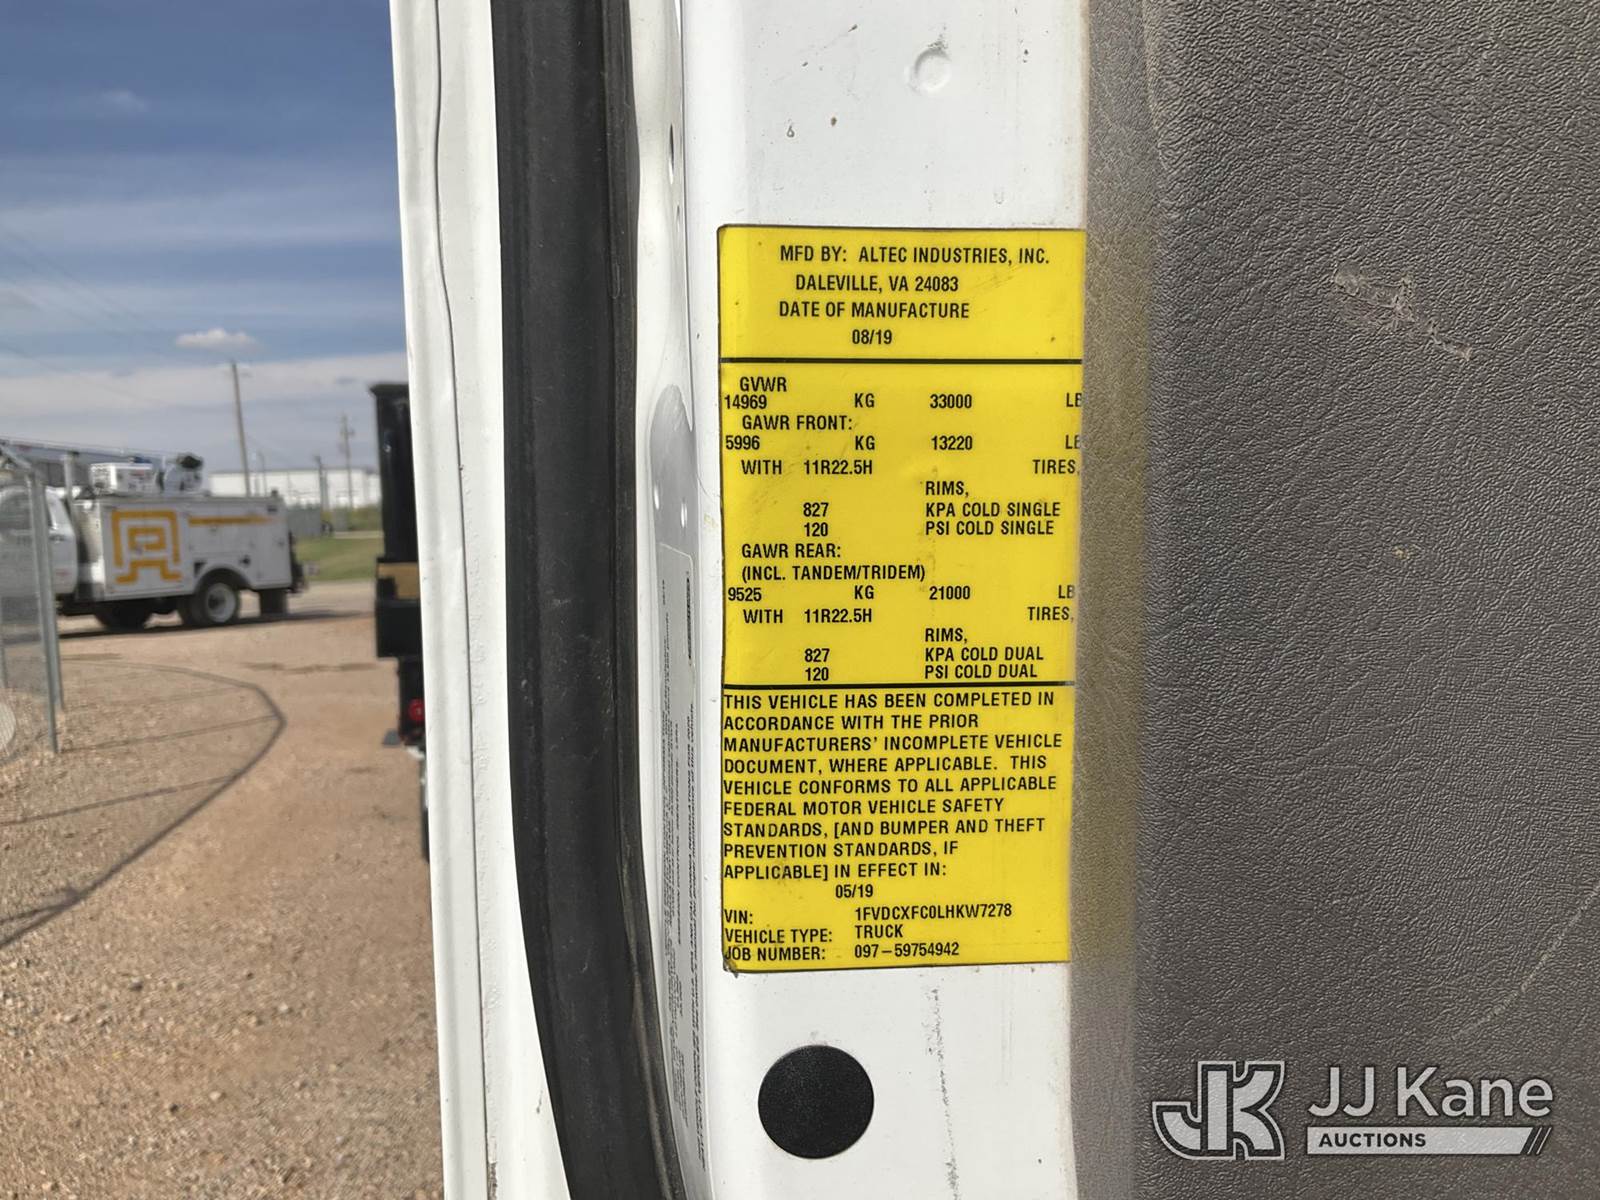 MFD BY: ALTEC INDUSTRIES, INC.
DALEVILLE, VA 24083
DATE OF MANUFACTURE
08/19
GVWR
14969 KG 33000 LB
GAWR FRONT:
5996 KG 13220 LB
WITH 11R22.5H TIRES,
RIMS,
827 KPA COLD SINGLE
120 PSI COLD SINGLE
GAWR REAR:
(INCL. TANDEM/TRIDEM)
9525 KG 21000 LB
WITH 11R22.5H TIRES,
RIMS,
827 KPA COLD DUAL
120 PSI COLD DUAL
THIS VEHICLE HAS BEEN COMPLETED IN
ACCORDANCE WITH THE PRIOR
MANUFACTURERS' INCOMPLETE VEHICLE
DOCUMENT, WHERE APPLICABLE. THIS
VEHICLE CONFORMS TO ALL APPLICABLE
FEDERAL MOTOR VEHICLE SAFETY
STANDARDS, [AND BUMPER AND THEFT
PREVENTION STANDARDS, IF
APPLICABLE] IN EFFECT IN:
05/19
VIN: 1FVDCXFC0LHKW7278
VEHICLE TYPE: TRUCK
JOB NUMBER: 097-59754942
JK JJ Kane
AUCTIONS